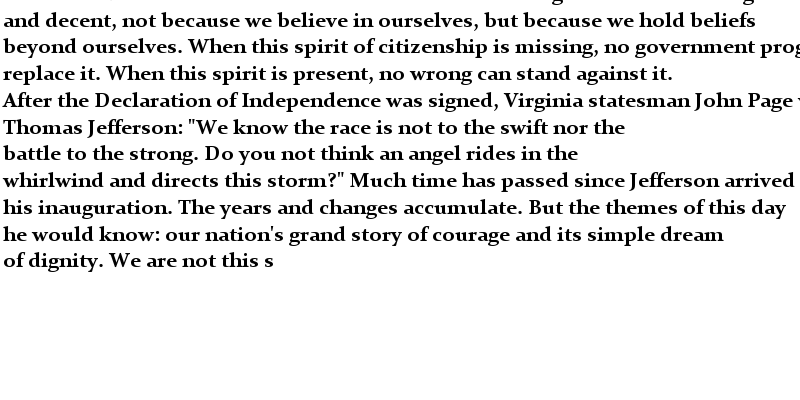 and decent, not because we believe in ourselves, but because we hold beliefs
beyond ourselves. When this spirit of citizenship is missing, no government prog
replace it. When this spirit is present, no wrong can stand against it.
After the Declaration of Independence was signed, Virginia statesman John Page
Thomas Jefferson: "We know the race is not to the swift nor the
battle to the strong. Do you not think an angel rides in the
whirlwind and directs this storm?" Much time has passed since Jefferson arrived
his inauguration. The years and changes accumulate. But the themes of this day
he would know: our nation's grand story of courage and its simple dream
of dignity. We are not this s